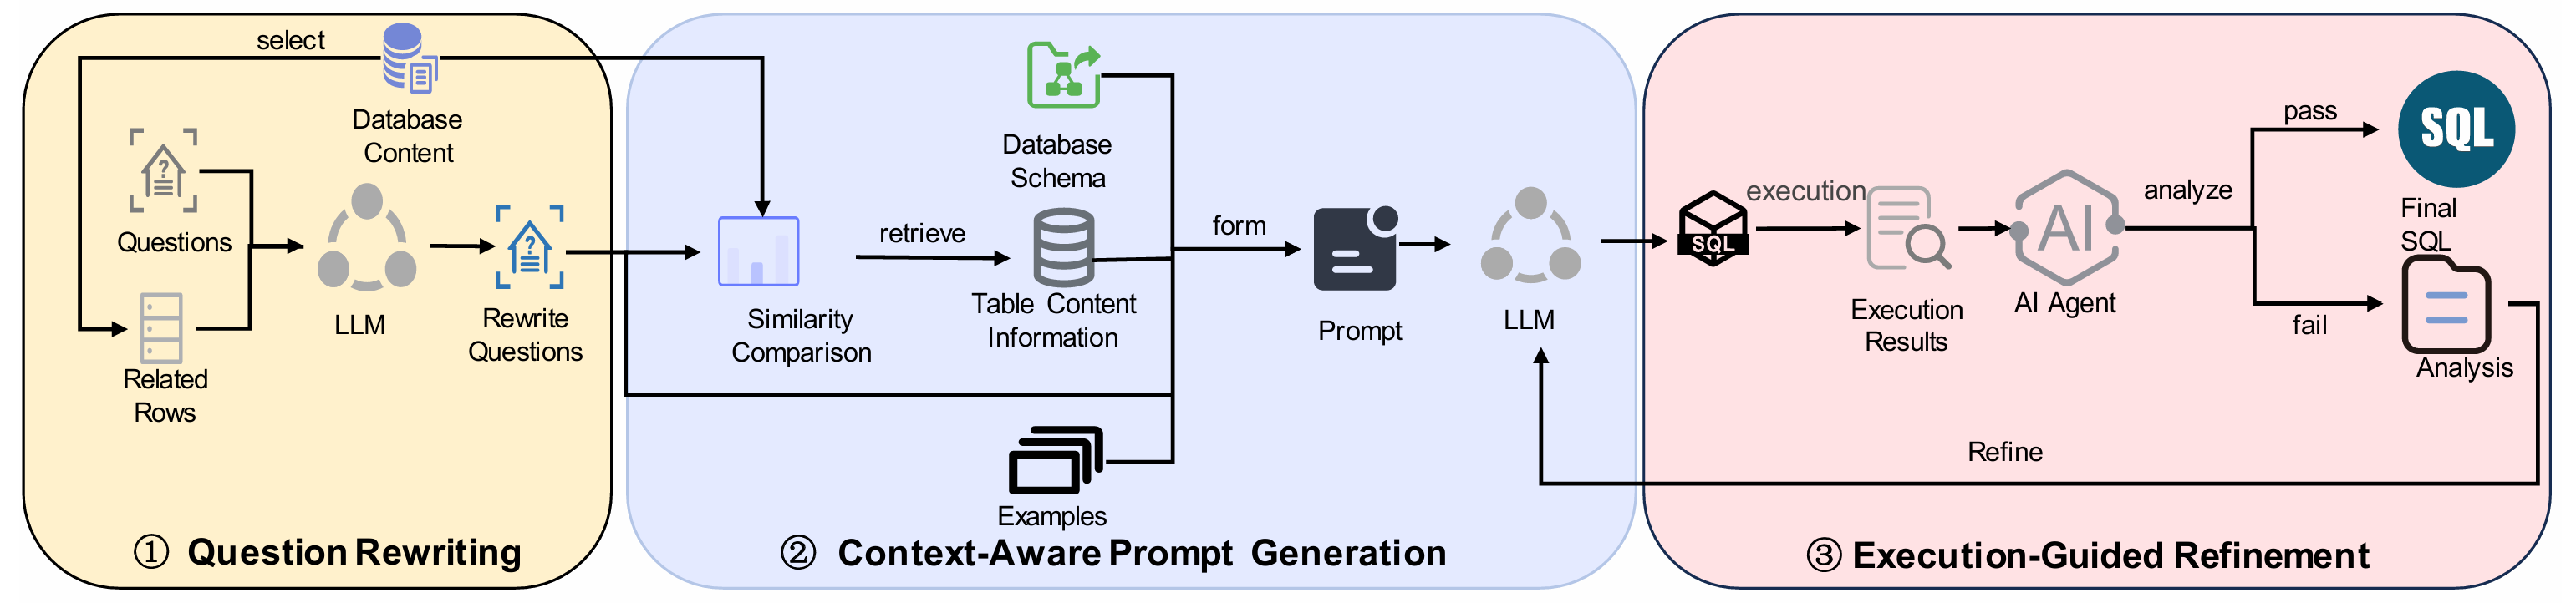 select
Database
Content
Questions
LLM
Rewrite
Questions
Related
Rows
① Question Rewriting
Database
Schema
retrieve
Similarity
Comparison
Table Content
Information
form
Prompt
LLM
Examples
② Context-Aware Prompt Generation
SQL
execution
Execution
Results
AI
AI Agent
analyze
pass
SQL
Final
SQL
fail
Analysis
Refine
③ Execution-Guided Refinement